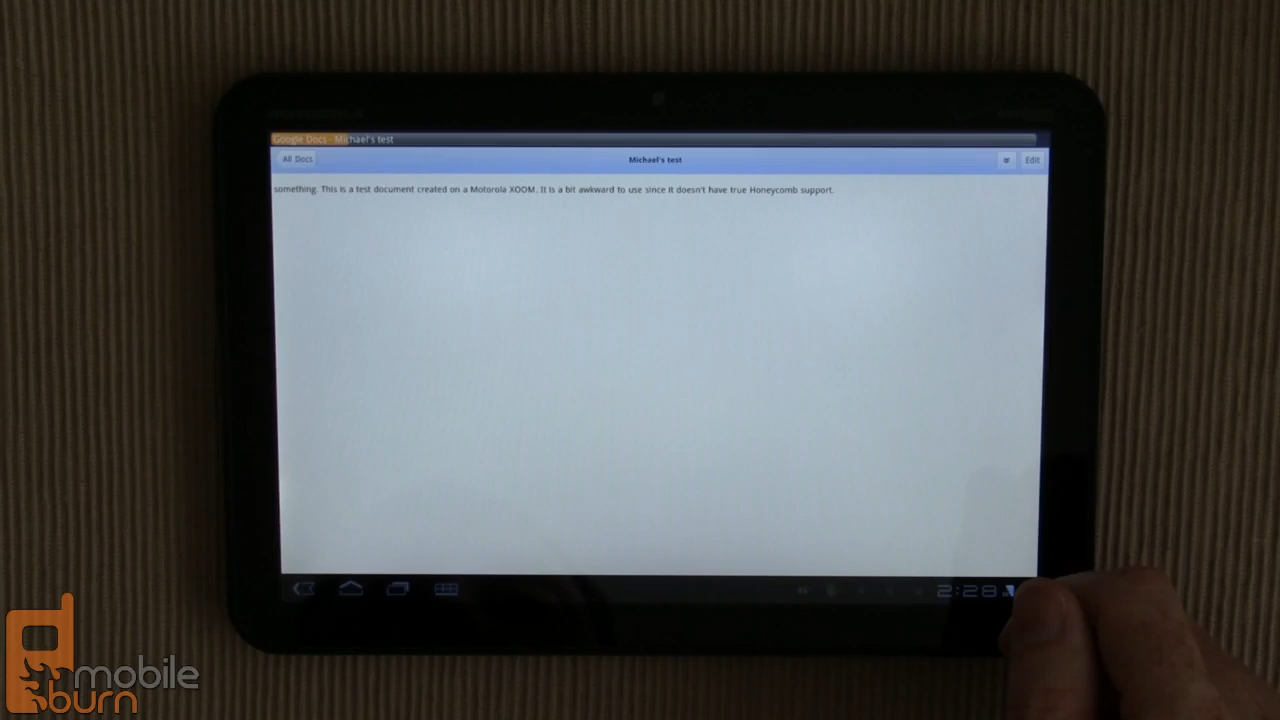 Google Docs - Michael's test
All Docs
Michael's test
Edit
something. This is a test document created on a Motorola XOOM. It is a bit awkward to use since it doesn't have true Honeycomb support.
2:28
mobile
burn